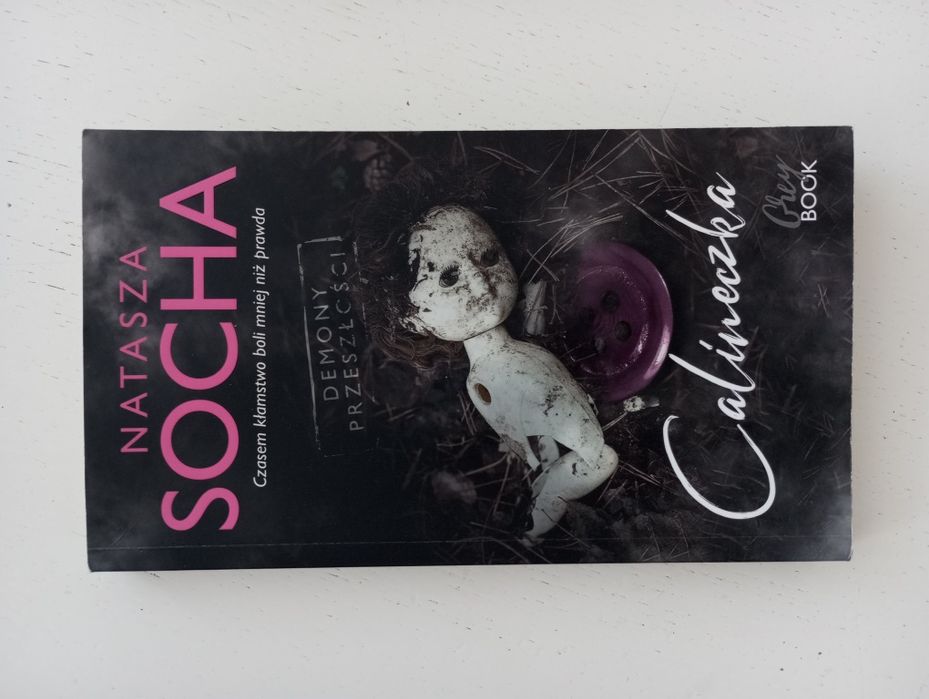 NATASZA
SOCHA
Czasem kłamstwo boli mniej niż prawda
DEMONY
PRZESZŁOŚCI
Calineczka
Grey
BOOK